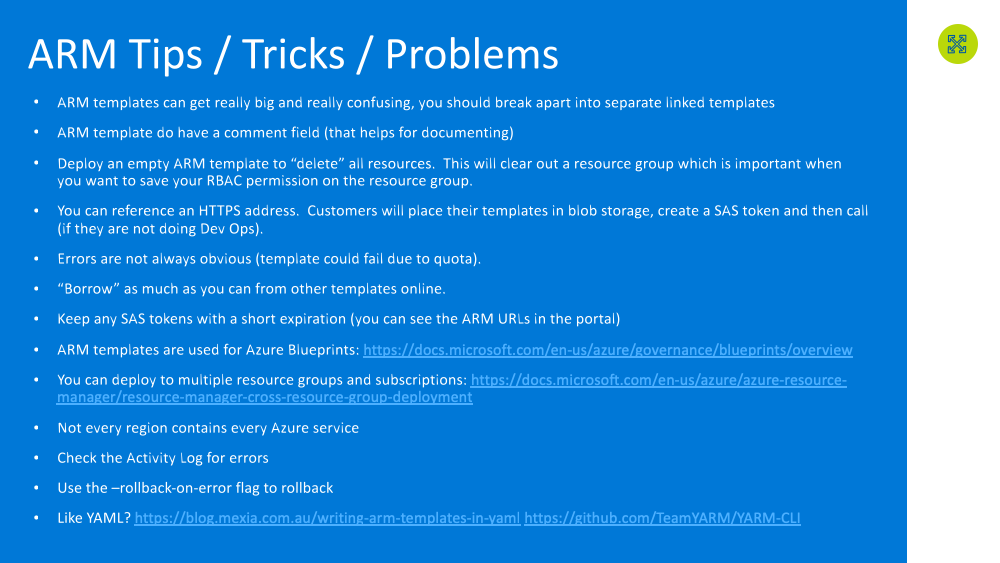 ARM Tips / Tricks / Problems
• ARM templates can get really big and really confusing, you should break apart into separate linked templates
• ARM template do have a comment field (that helps for documenting)
• Deploy an empty ARM template to “delete” all resources.  This will clear out a resource group which is important when
you want to save your RBAC permission on the resource group.
• You can reference an HTTPS address.  Customers will place their templates in blob storage, create a SAS token and then call
(if they are not doing Dev Ops).
• Errors are not always obvious (template could fail due to quota).
• “Borrow” as much as you can from other templates online.
• Keep any SAS tokens with a short expiration (you can see the ARM URLs in the portal)
• ARM templates are used for Azure Blueprints: https://docs.microsoft.com/en-us/azure/governance/blueprints/overview
• You can deploy to multiple resource groups and subscriptions: https://docs.microsoft.com/en-us/azure/azure-resource-
manager/resource-manager-cross-resource-group-deployment
• Not every region contains every Azure service
• Check the Activity Log for errors
• Use the –rollback-on-error flag to rollback
• Like YAML? https://blog.mexia.com.au/writing-arm-templates-in-yaml https://github.com/TeamYARM/YARM-CLI